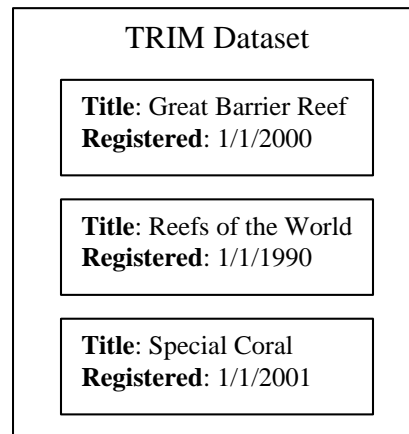 TRIM Dataset
Title: Great Barrier Reef
Registered: 1/1/2000
Title: Reefs of the World
Registered: 1/1/1990
Title: Special Coral
Registered: 1/1/2001